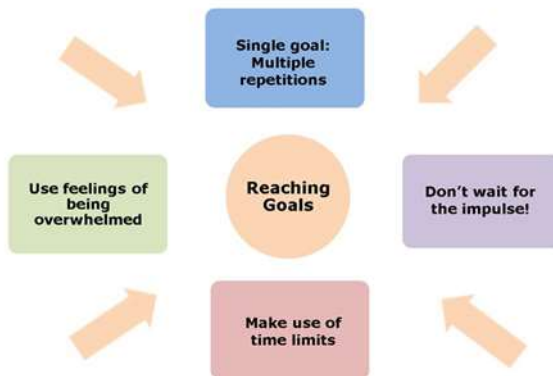 Single goal:
Multiple
repetitions
Use feelings of
being
overwhelmed
Reaching
Goals
Don't wait for
the impulse!
Make use of
time limits